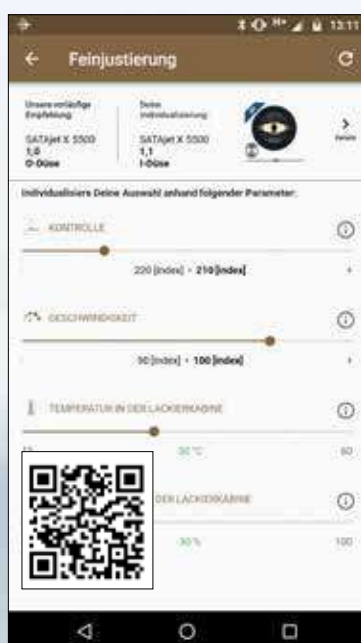 13:11
Feinjustierung
Unsere vorläufige
Empfehlung
SATAjet X 5500
1,0
O-Düse
Deine
Individualisierung
SATAjet X 5500
1,1
I-Düse
Details
Individualisiere Deine Auswahl anhand folgender Parameter:
KONTROLLE
220 [index] • 210 [index]
GESCHWINDIGKEIT
90 [index] • 100 [index]
TEMPERATUR IN DER LACKIERKABINE
30 °C
60
DER LACKIERKABINE
30 %
100